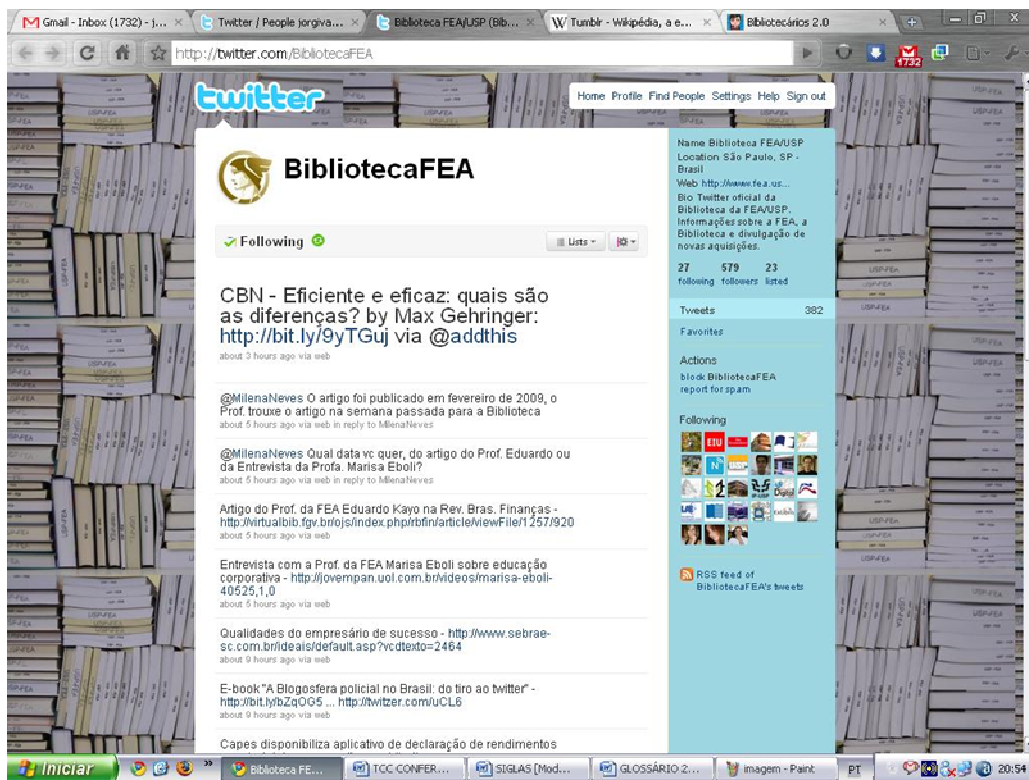 Gmail - Inbox (1732) - j...
Twitter / People jorgiva...
Biblioteca FEA/USP (Bib...
Tumblr - Wikipédia, a e...
Bibliotecários 2.0
http://twitter.com/BibliotecaFEA
1732
twitter
Home Profile Find People Settings Help Sign out
BibliotecaFEA
Following
Lists
CBN - Eficiente e eficaz: quais são
as diferenças? by Max Gehringer:
http://bit.ly/9yTGuj via @addthis
about 3 hours ago via web
@MilenaNeves O artigo foi publicado em fevereiro de 2009, o
Prof. trouxe o artigo na semana passada para a Biblioteca
about 5 hours ago via web in reply to MilenaNeves
@MilenaNeves Qual data vc quer, do artigo do Prof. Eduardo ou
da Entrevista da Profa. Marisa Eboli?
about 5 hours ago via web in reply to MilenaNeves
Artigo do Prof. da FEA Eduardo Kayo na Rev. Bras. Finanças -
http://virtualbib.fgv.br/ojs/index.php/rbfin/article/viewFile/1257/920
about 5 hours ago via web
Entrevista com a Prof. da FEA Marisa Eboli sobre educação
corporativa - http://jovempan.uol.com.br/videos/marisa-eboli-
40525,1,0
about 5 hours ago via web
Qualidades do empresário de sucesso - http://www.sebrae-
sc.com.br/ideais/default.asp?vcdtexto=2464
about 9 hours ago via web
E-book "A Blogosfera policial no Brasil: do tiro ao twitter" -
http://bit.ly/bZqOG5 ... http://twitzer.com/uCL6
about 9 hours ago via web
Capes disponibiliza aplicativo de declaração de rendimentos
Name Biblioteca FEA/USP
Location São Paulo, SP -
Brasil
Web http://www.fea.us...
Bio Twitter oficial da
Biblioteca da FEA/USP.
Informações sobre a FEA, a
Biblioteca e divulgação de
novas aquisições.
27 579 23
following followers listed
Tweets 382
Favorites
Actions
block BibliotecaFEA
report for spam
Following
EIU
RSS feed of
BibliotecaFEA's tweets
Iniciar
Biblioteca FE...
TCC CONFER...
SIGLAS [Mod...
GLOSSÁRIO 2...
imagem - Paint
PT
20:54